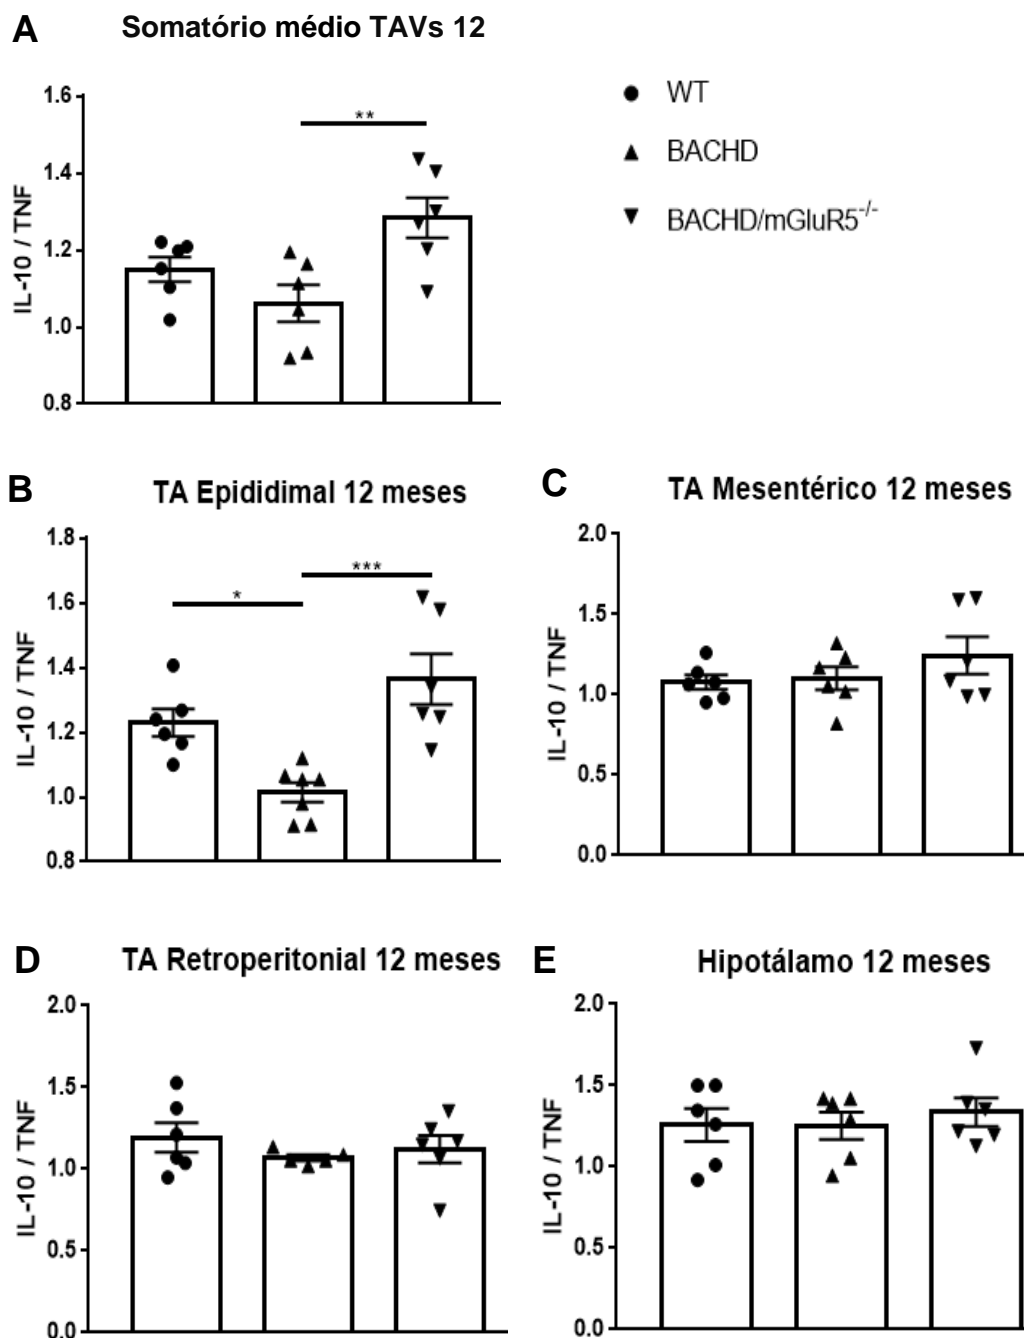 A
Somatório médio TAVs 12
IL-10 / TNF
1.6
1.4
1.2
1.0
0.8
**
WT
BACHD
BACHD/mGluR5-/-
B
TA Epididimal 12 meses
IL-10 / TNF
1.8
1.6
1.4
1.2
1.0
0.8
*
***
C
TA Mesentérico 12 meses
IL-10 / TNF
2.0
1.5
1.0
0.5
0.0
D
TA Retroperitonial 12 meses
IL-10 / TNF
2.0
1.5
1.0
0.5
0.0
E
Hipotálamo 12 meses
IL-10 / TNF
2.0
1.5
1.0
0.5
0.0